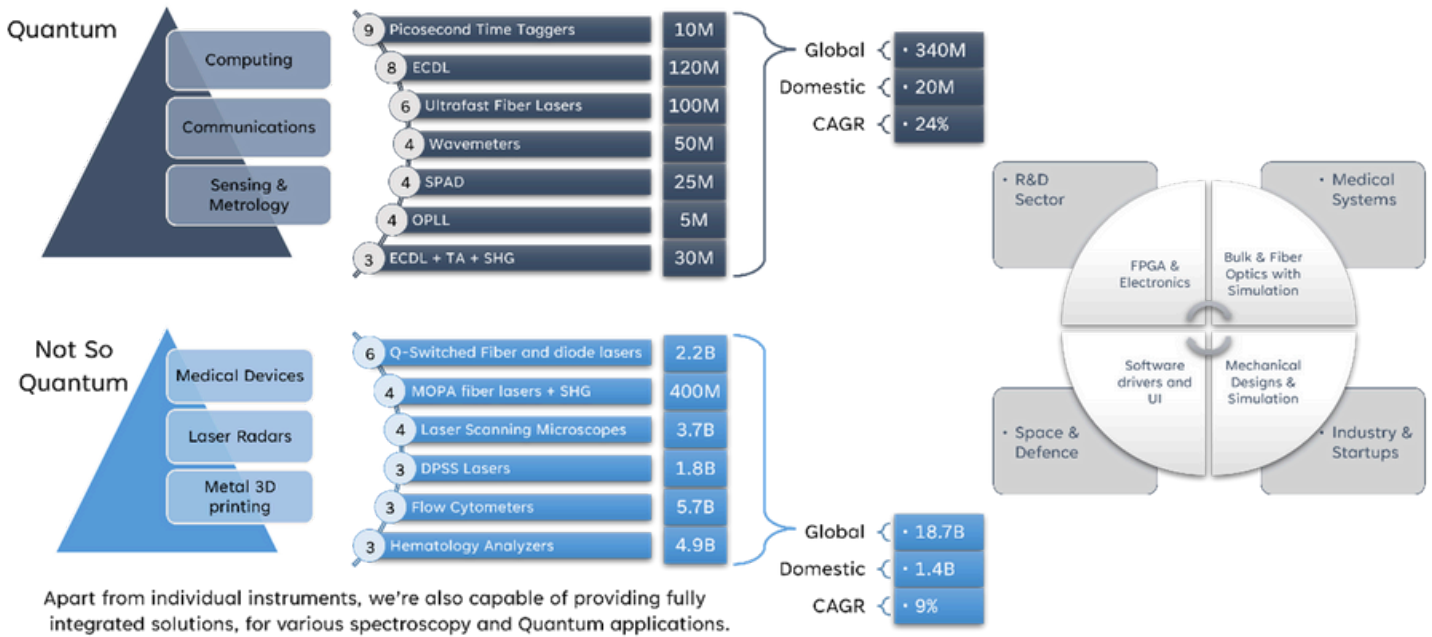 Quantum
Computing
Communications
Sensing &
Metrology
9 Picosecond Time Taggers 10M
8 ECDL 120M
6 Ultrafast Fiber Lasers 100M
4 Wavemeters 50M
4 SPAD 25M
4 OPLL 5M
3 ECDL + TA + SHG 30M
Global { • 340M
Domestic { • 20M
CAGR { • 24%
Not So
Quantum
Medical Devices
Laser Radars
Metal 3D
printing
6 Q-Switched Fiber and diode lasers 2.2B
4 MOPA fiber lasers + SHG 400M
4 Laser Scanning Microscopes 3.7B
3 DPSS Lasers 1.8B
3 Flow Cytometers 5.7B
3 Hematology Analyzers 4.9B
Global { • 18.7B
Domestic { • 1.4B
CAGR { • 9%
• R&D
Sector
• Medical
Systems
FPGA &
Electronics
Bulk & Fiber
Optics with
Simulation
Software
drivers and
UI
Mechanical
Designs &
Simulation
• Space &
Defence
• Industry &
Startups
Apart from individual instruments, we're also capable of providing fully
integrated solutions, for various spectroscopy and Quantum applications.